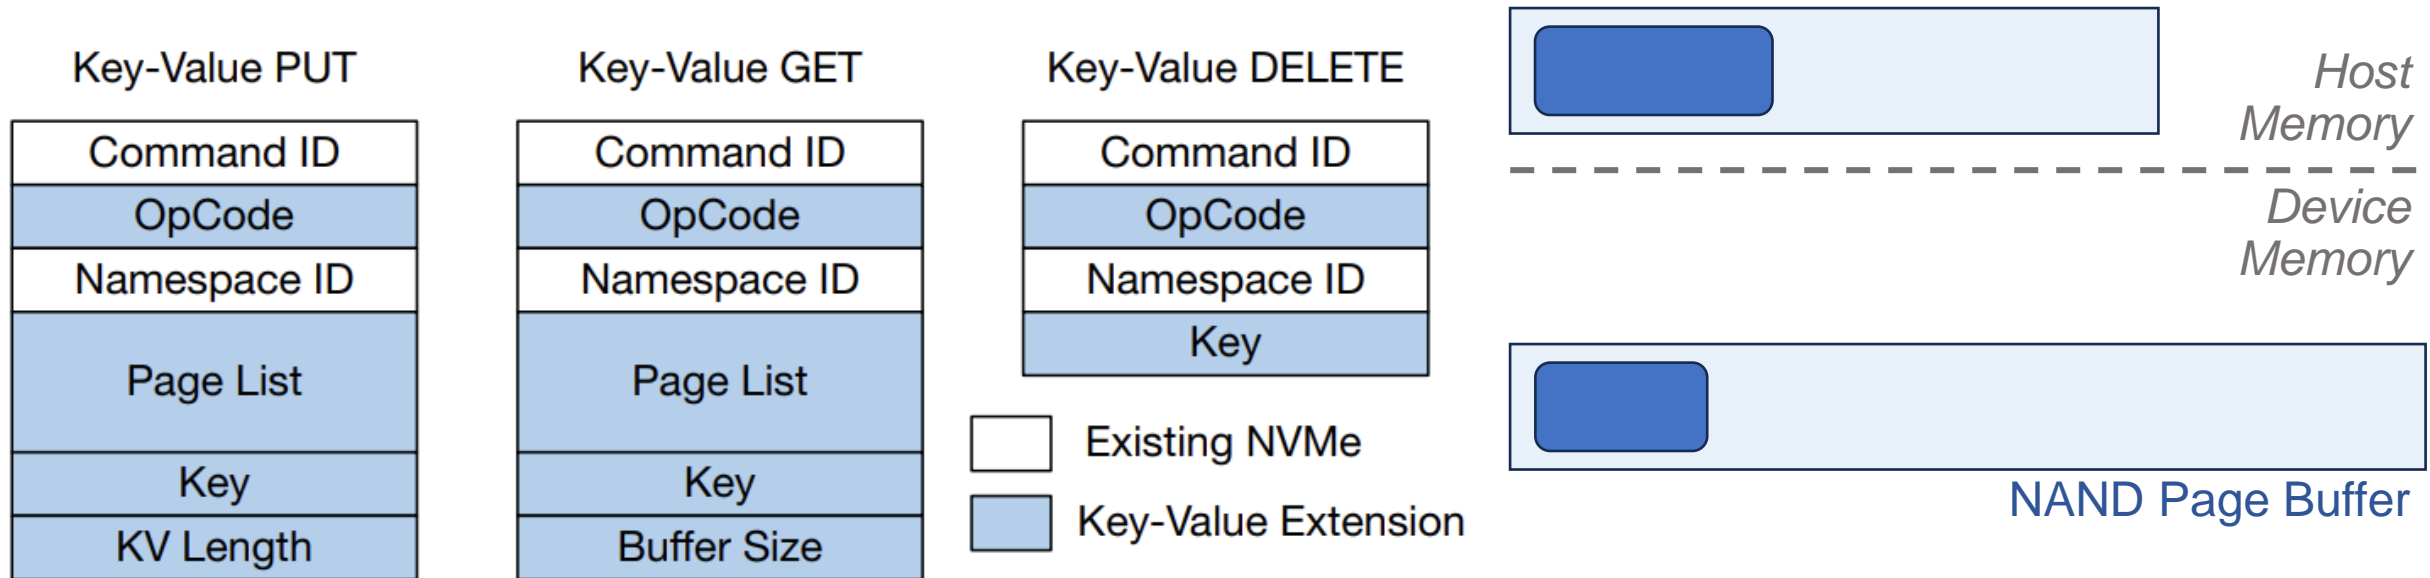 Key-Value PUT
Command ID
OpCode
Namespace ID
Page List
Key
KV Length
Key-Value GET
Command ID
OpCode
Namespace ID
Page List
Key
Buffer Size
Key-Value DELETE
Command ID
OpCode
Namespace ID
Key
Existing NVMe
Key-Value Extension
Host
Memory
Device
Memory
NAND Page Buffer